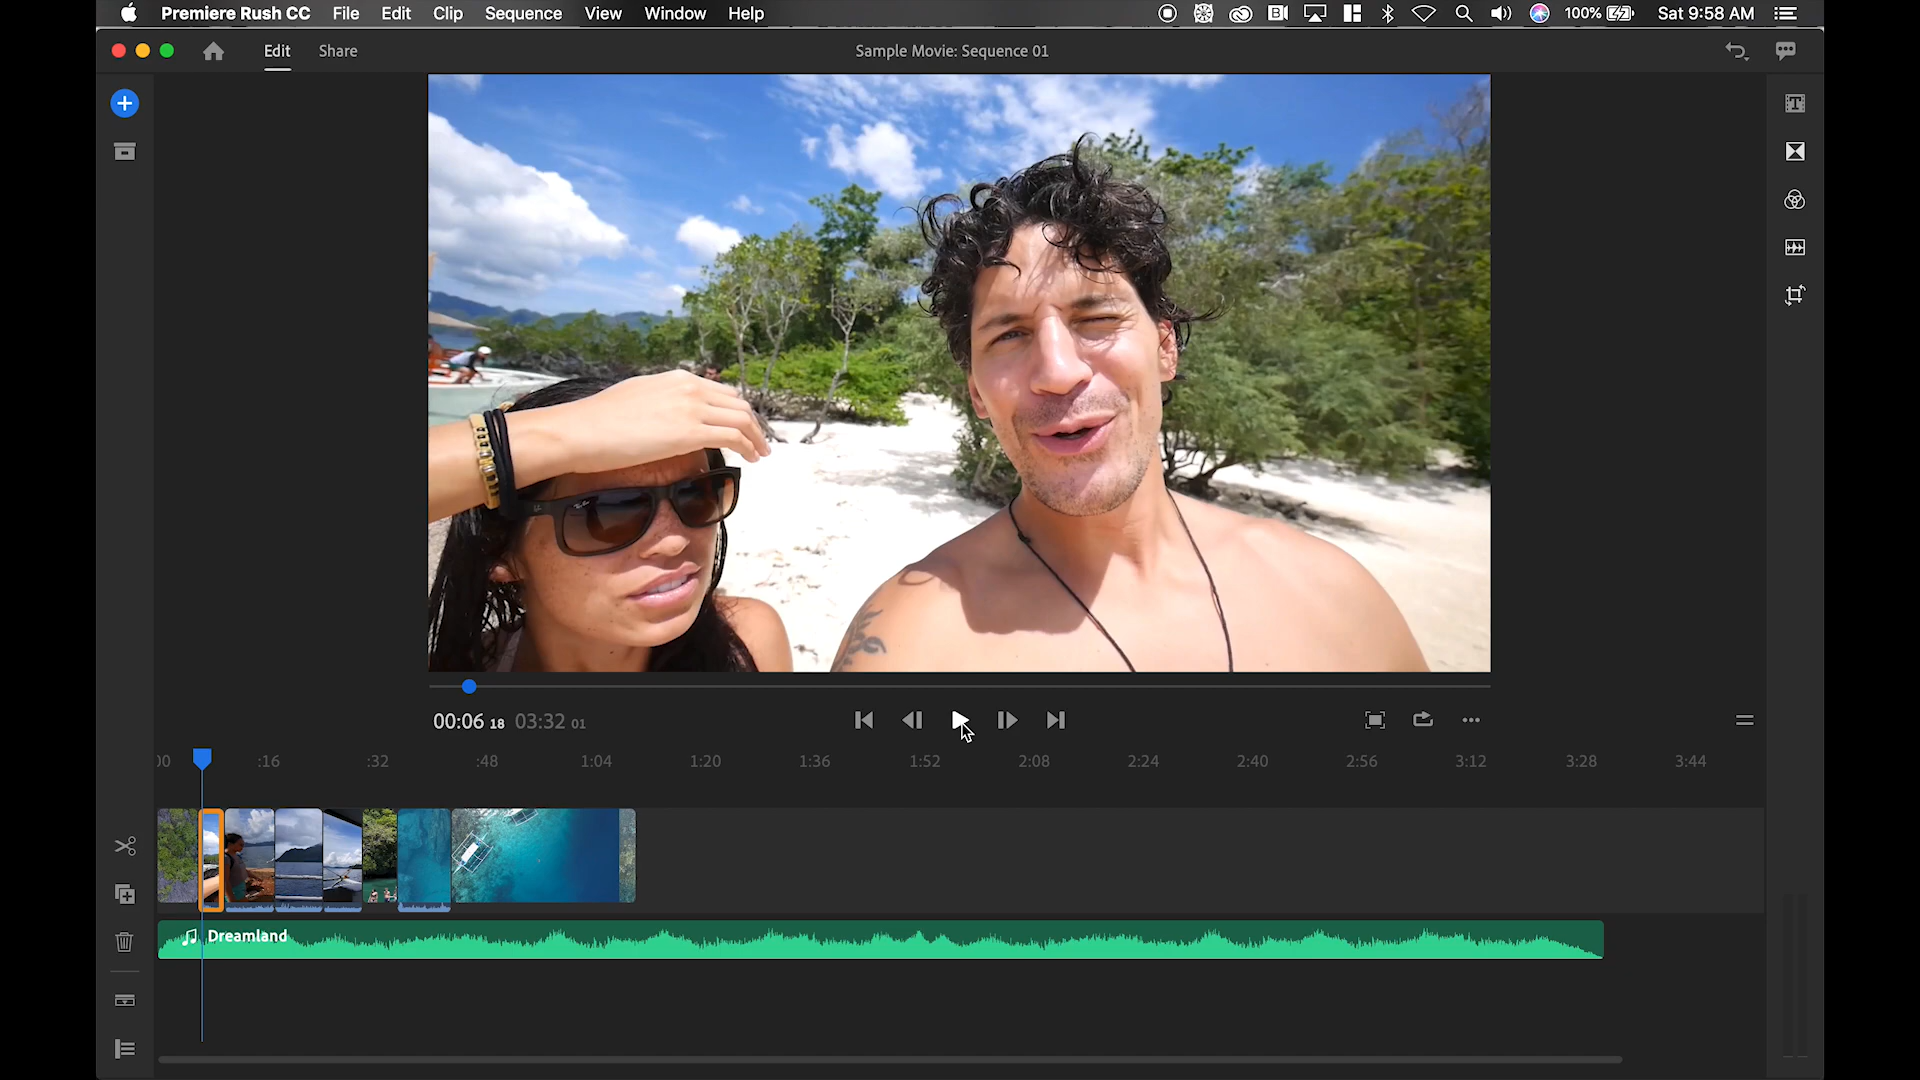 Premiere Rush CC File Edit Clip Sequence View Window Help 100% Sat 9:58 AM
Edit Share Sample Movie: Sequence 01
00:06 18 03:32 01
00 :16 :32 :48 1:04 1:20 1:36 1:52 2:08 2:24 2:40 2:56 3:12 3:28 3:44
Dreamland